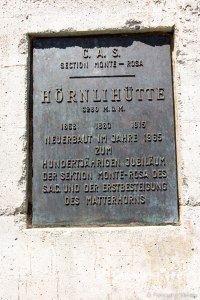 C. A. S.
SECTION MONTE-ROSA
HÖRNLIHÜTTE
3260 M.Ü.M.
1880 1915
NEUERBAUT IM JAHRE 1965
ZUM
HUNDERTJÄHRIGEN JUBILÄUM
DER SEKTION MONTE-ROSA DES
S.A.C. UND DER ERSTBESTEIGUNG
DES MATTERHORNS